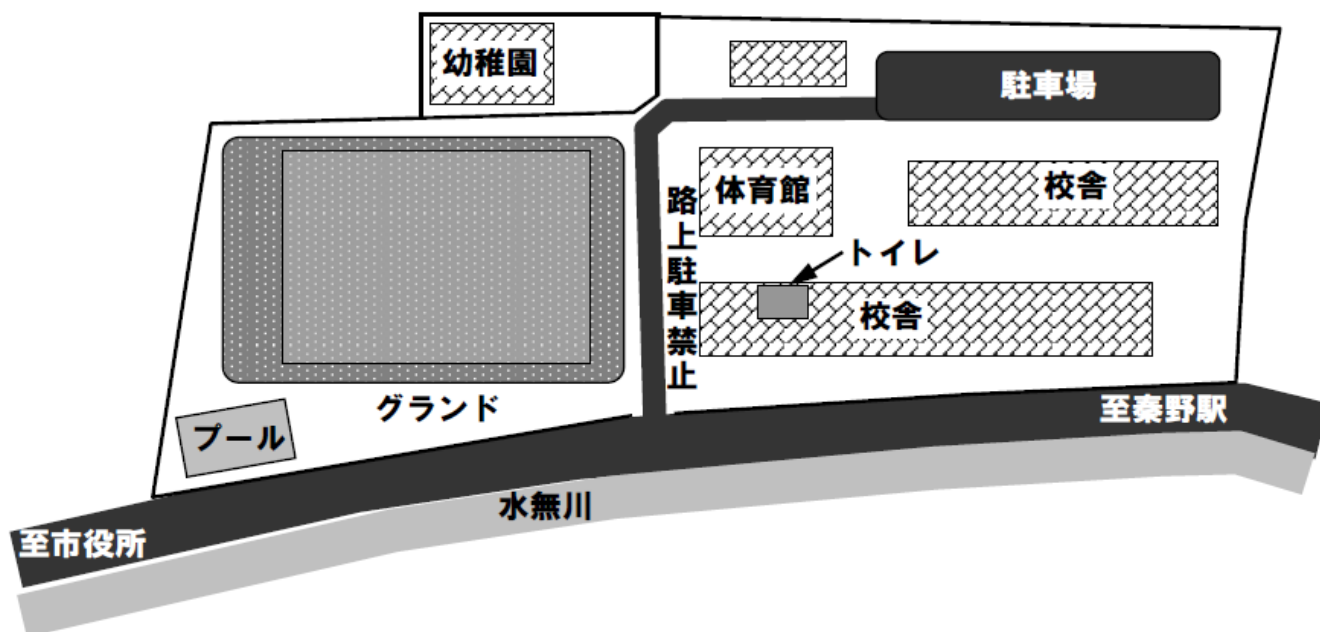 幼稚園
駐車場
体育館
校舎
路上駐車禁止
トイレ
校舎
グランド
プール
至秦野駅
水無川
至市役所